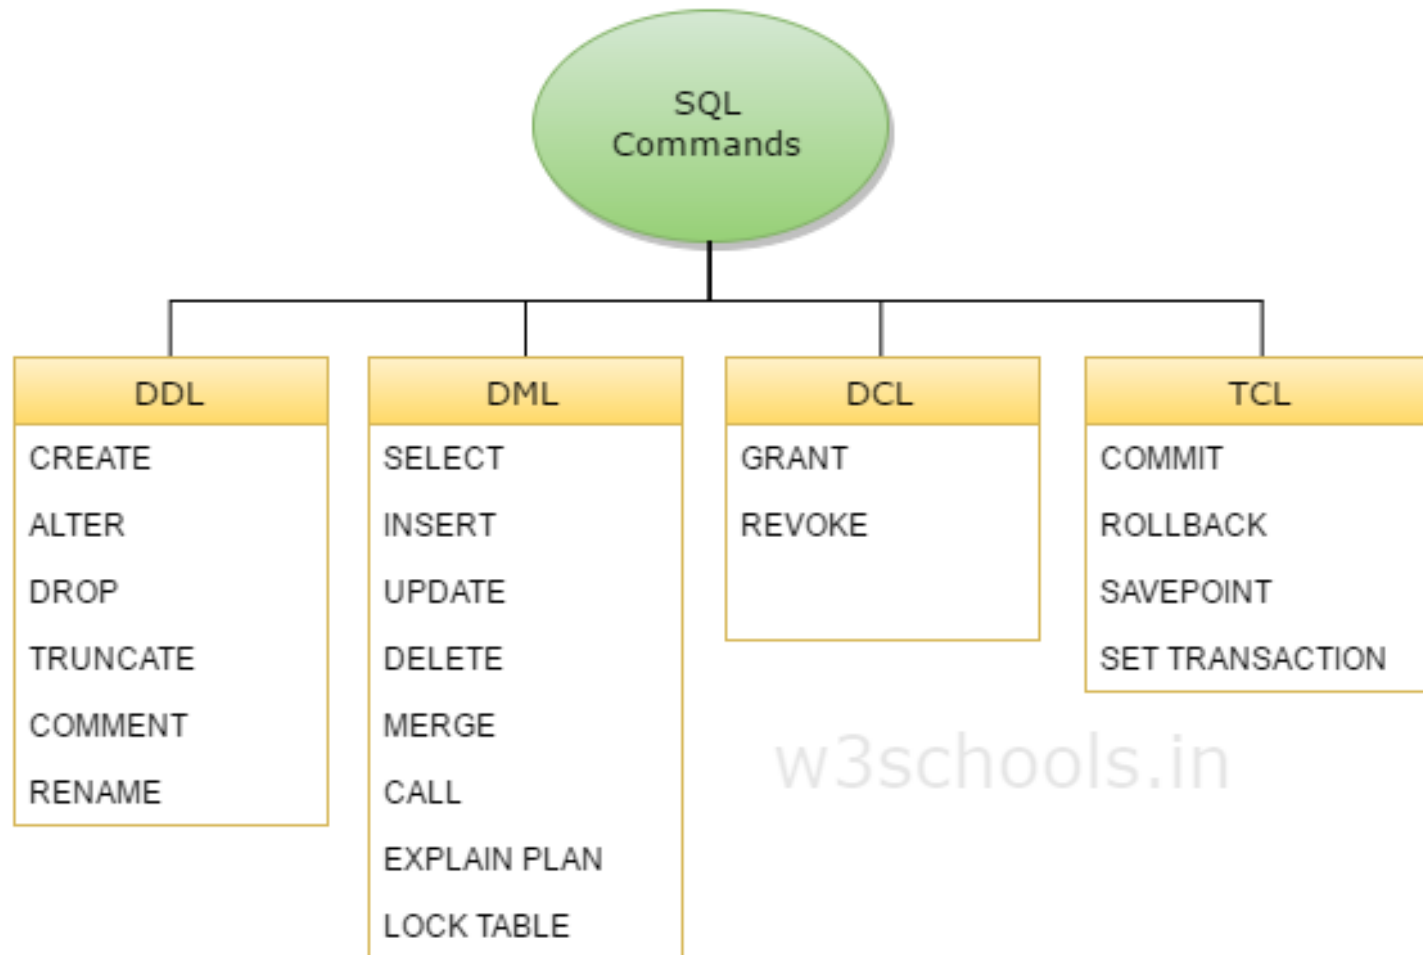 SQL
Commands
DDL
CREATE
ALTER
DROP
TRUNCATE
COMMENT
RENAME
DML
SELECT
INSERT
UPDATE
DELETE
MERGE
CALL
EXPLAIN PLAN
LOCK TABLE
DCL
GRANT
REVOKE
TCL
COMMIT
ROLLBACK
SAVEPOINT
SET TRANSACTION
w3schools.in